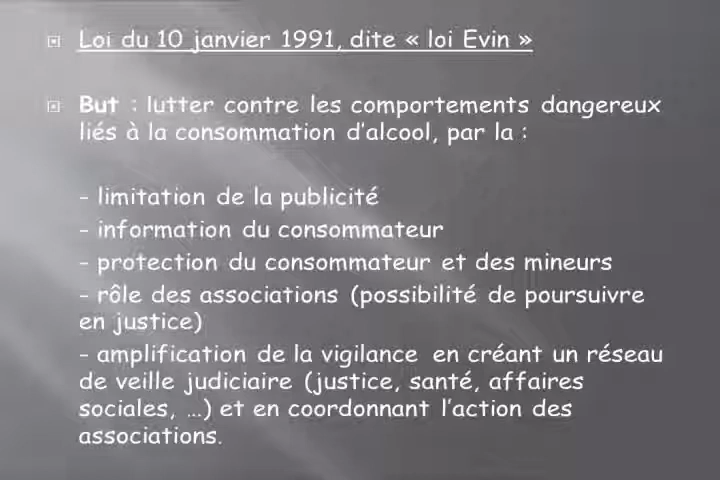 Loi du 10 janvier 1991, dite « loi Evin »
But : lutter contre les comportements dangereux
liés à la consommation d'alcool, par la :
- limitation de la publicité
- information du consommateur
- protection du consommateur et des mineurs
- rôle des associations (possibilité de poursuivre
en justice)
- amplification de la vigilance en créant un réseau
de veille judiciaire (justice, santé, affaires
sociales, ...) et en coordonnant l'action des
associations.